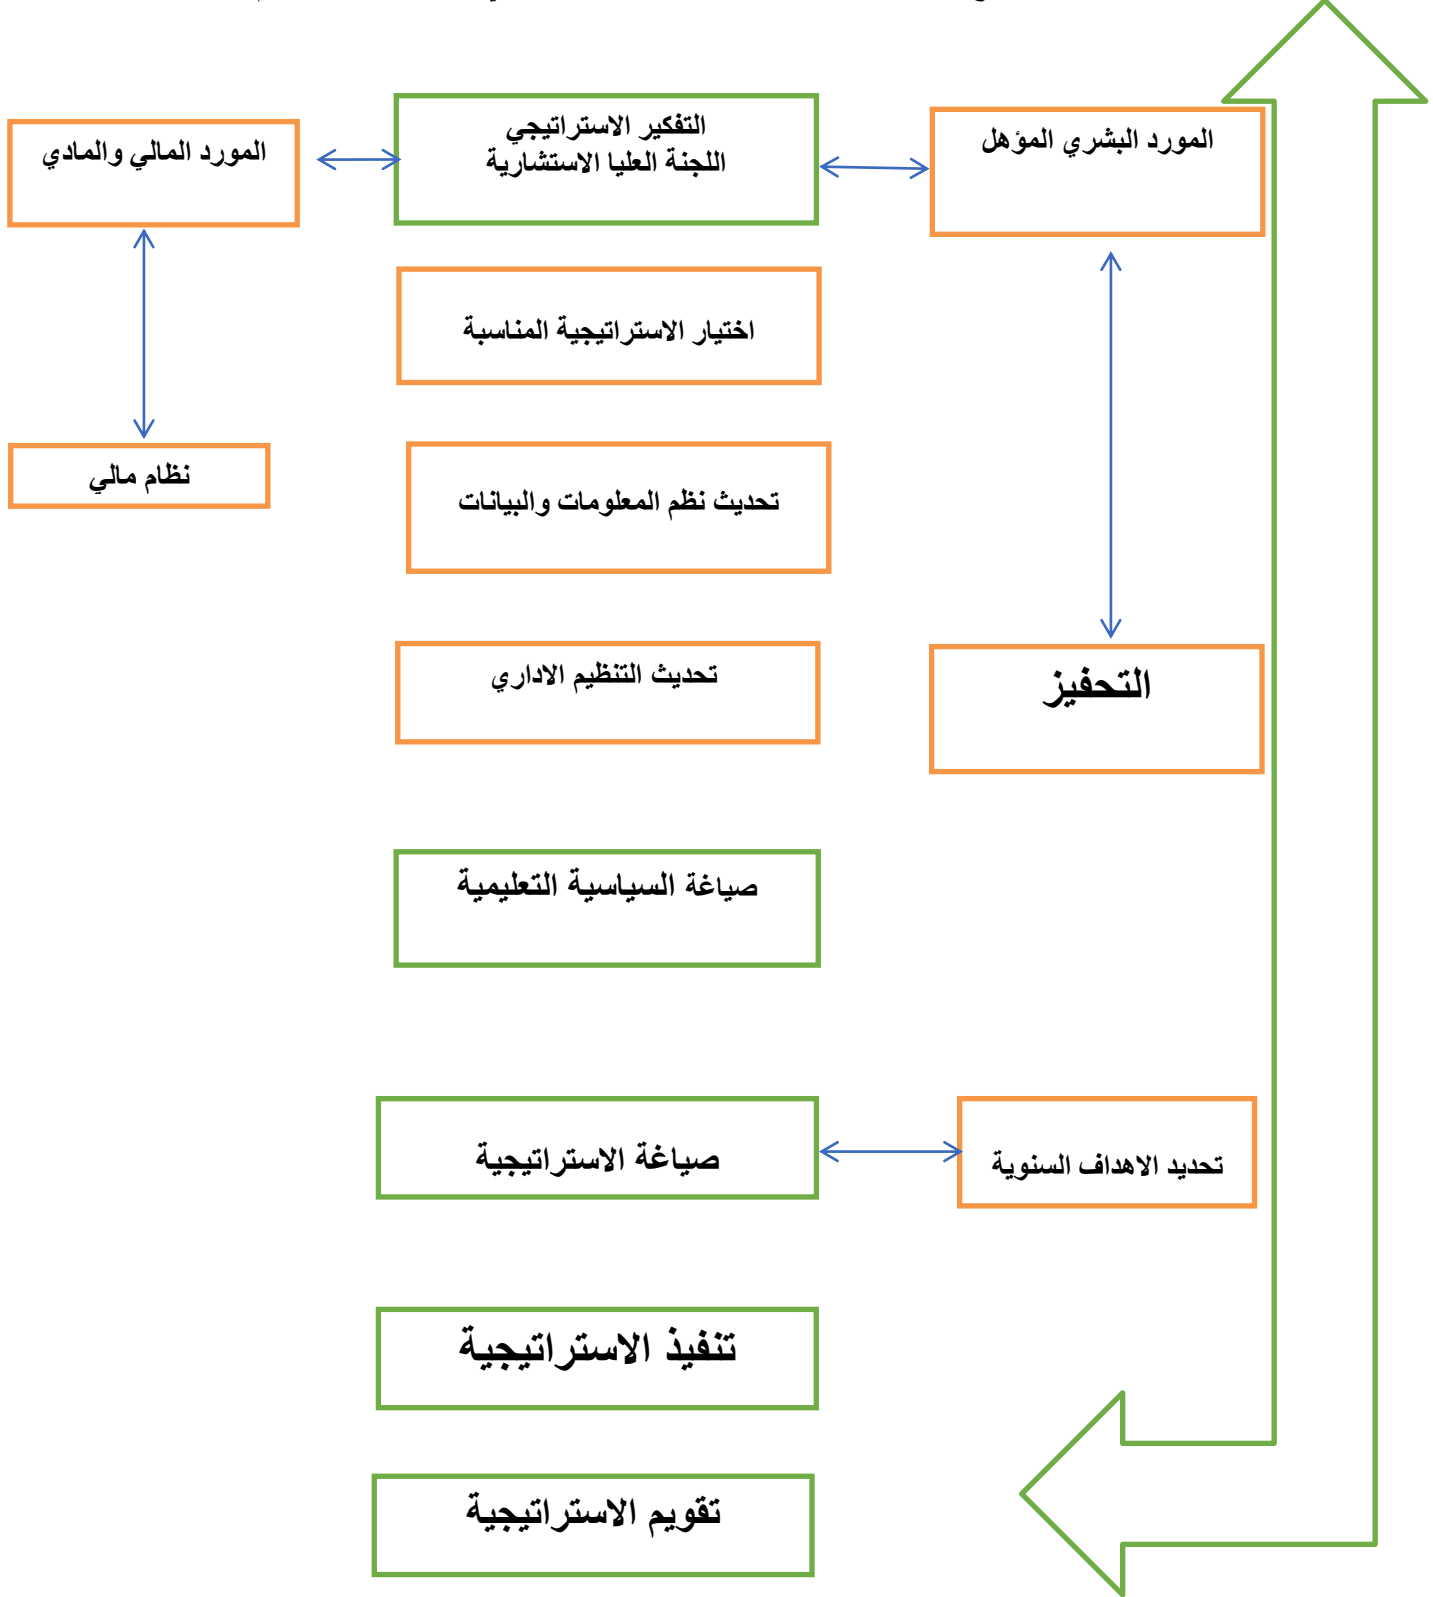 المورد البشري المؤهل
التفكير الاستراتيجي
اللجنة العليا الاستشارية
المورد المالي والمادي
اختيار الاستراتيجية المناسبة
نظام مالي
تحديث نظم المعلومات والبيانات
التحفيز
تحديث التنظيم الاداري
صياغة السياسية التعليمية
تحديد الاهداف السنوية
صياغة الاستراتيجية
تنفيذ الاستراتيجية
تقويم الاستراتيجية